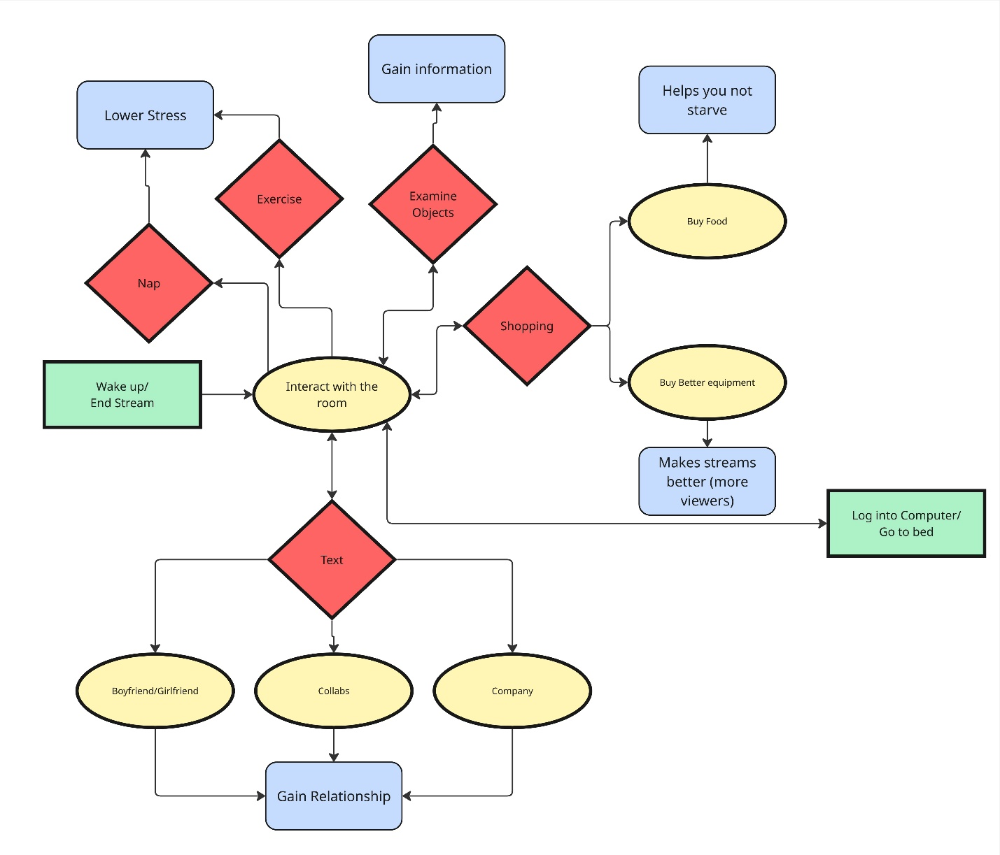 Gain information
Helps you not
starve
Lower Stress
Exercise
Examine
Objects
Buy Food
Nap
Shopping
Wake up/
End Stream
Interact with the
room
Buy Better equipment
Makes streams
better (more
viewers)
Log into Computer/
Go to bed
Text
Boyfriend/Girlfriend
Collabs
Company
Gain Relationship